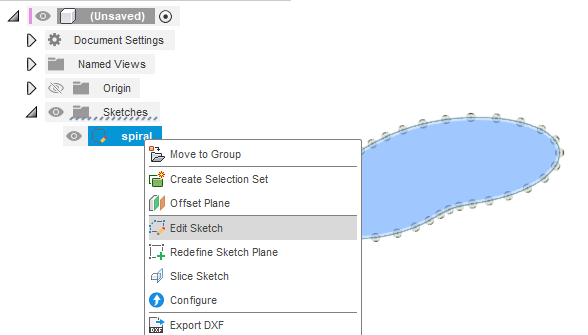 (Unsaved)
Document Settings
Named Views
Origin
Sketches
spiral
Move to Group
Create Selection Set
Offset Plane
Edit Sketch
Redefine Sketch Plane
Slice Sketch
Configure
DXF Export DXF